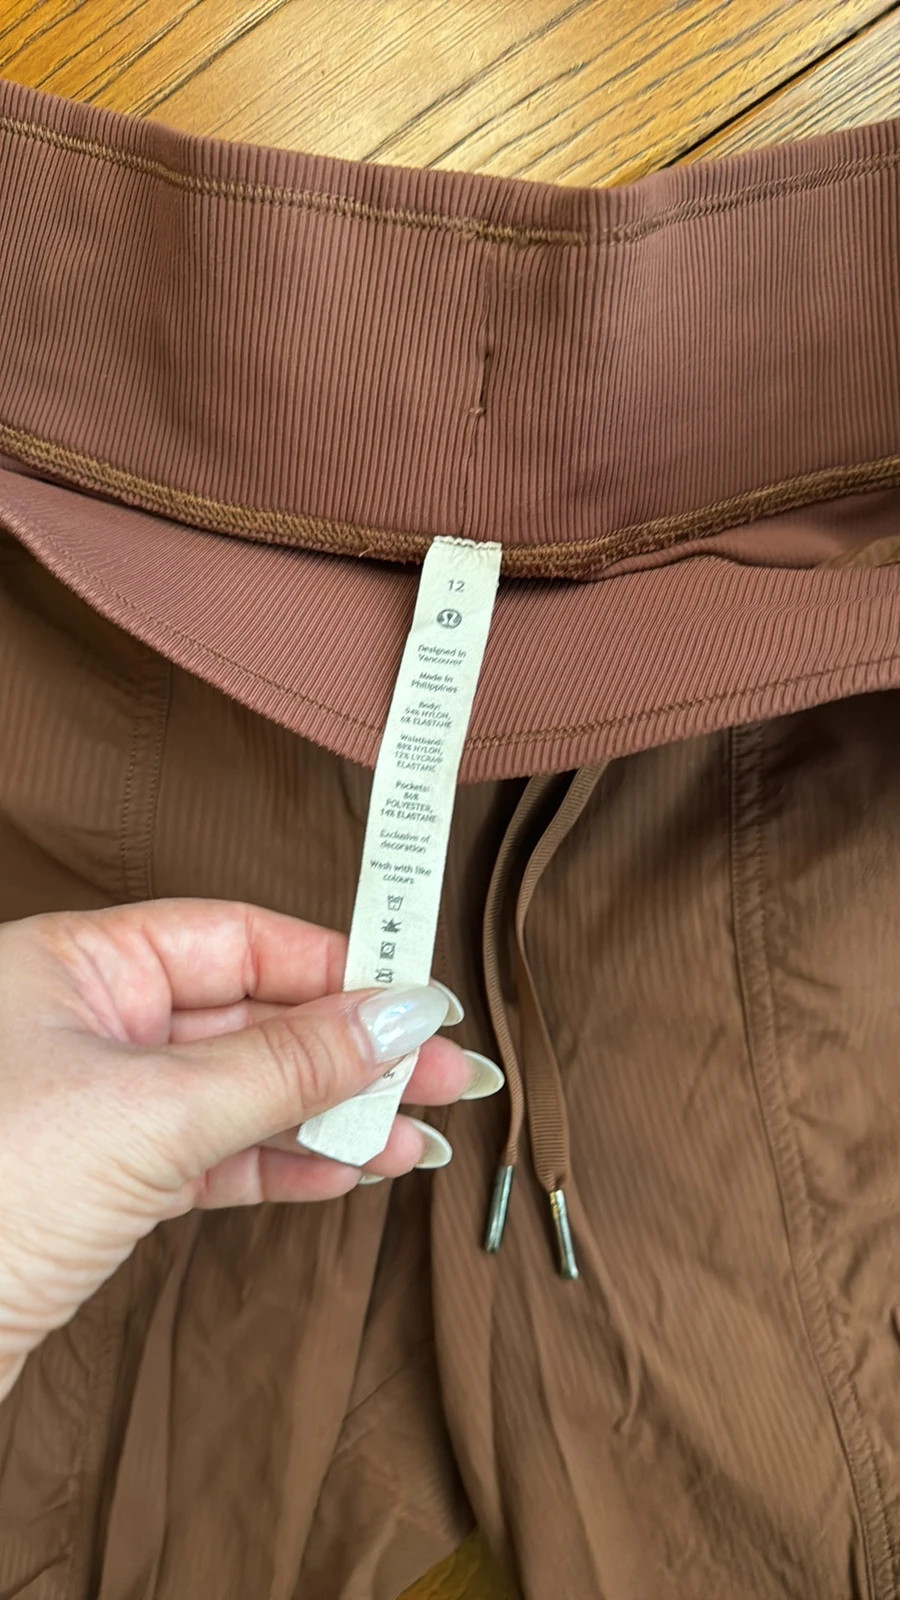 12
Designed in
Vancouver
Made in
Philippines
Body:
94% NYLON,
6% ELASTANE
Waistband:
88% NYLON,
12% LYCRA®
ELASTANE
Pockets:
86%
POLYESTER,
14% ELASTANE
Exclusive of
decoration
Wash with like
colours